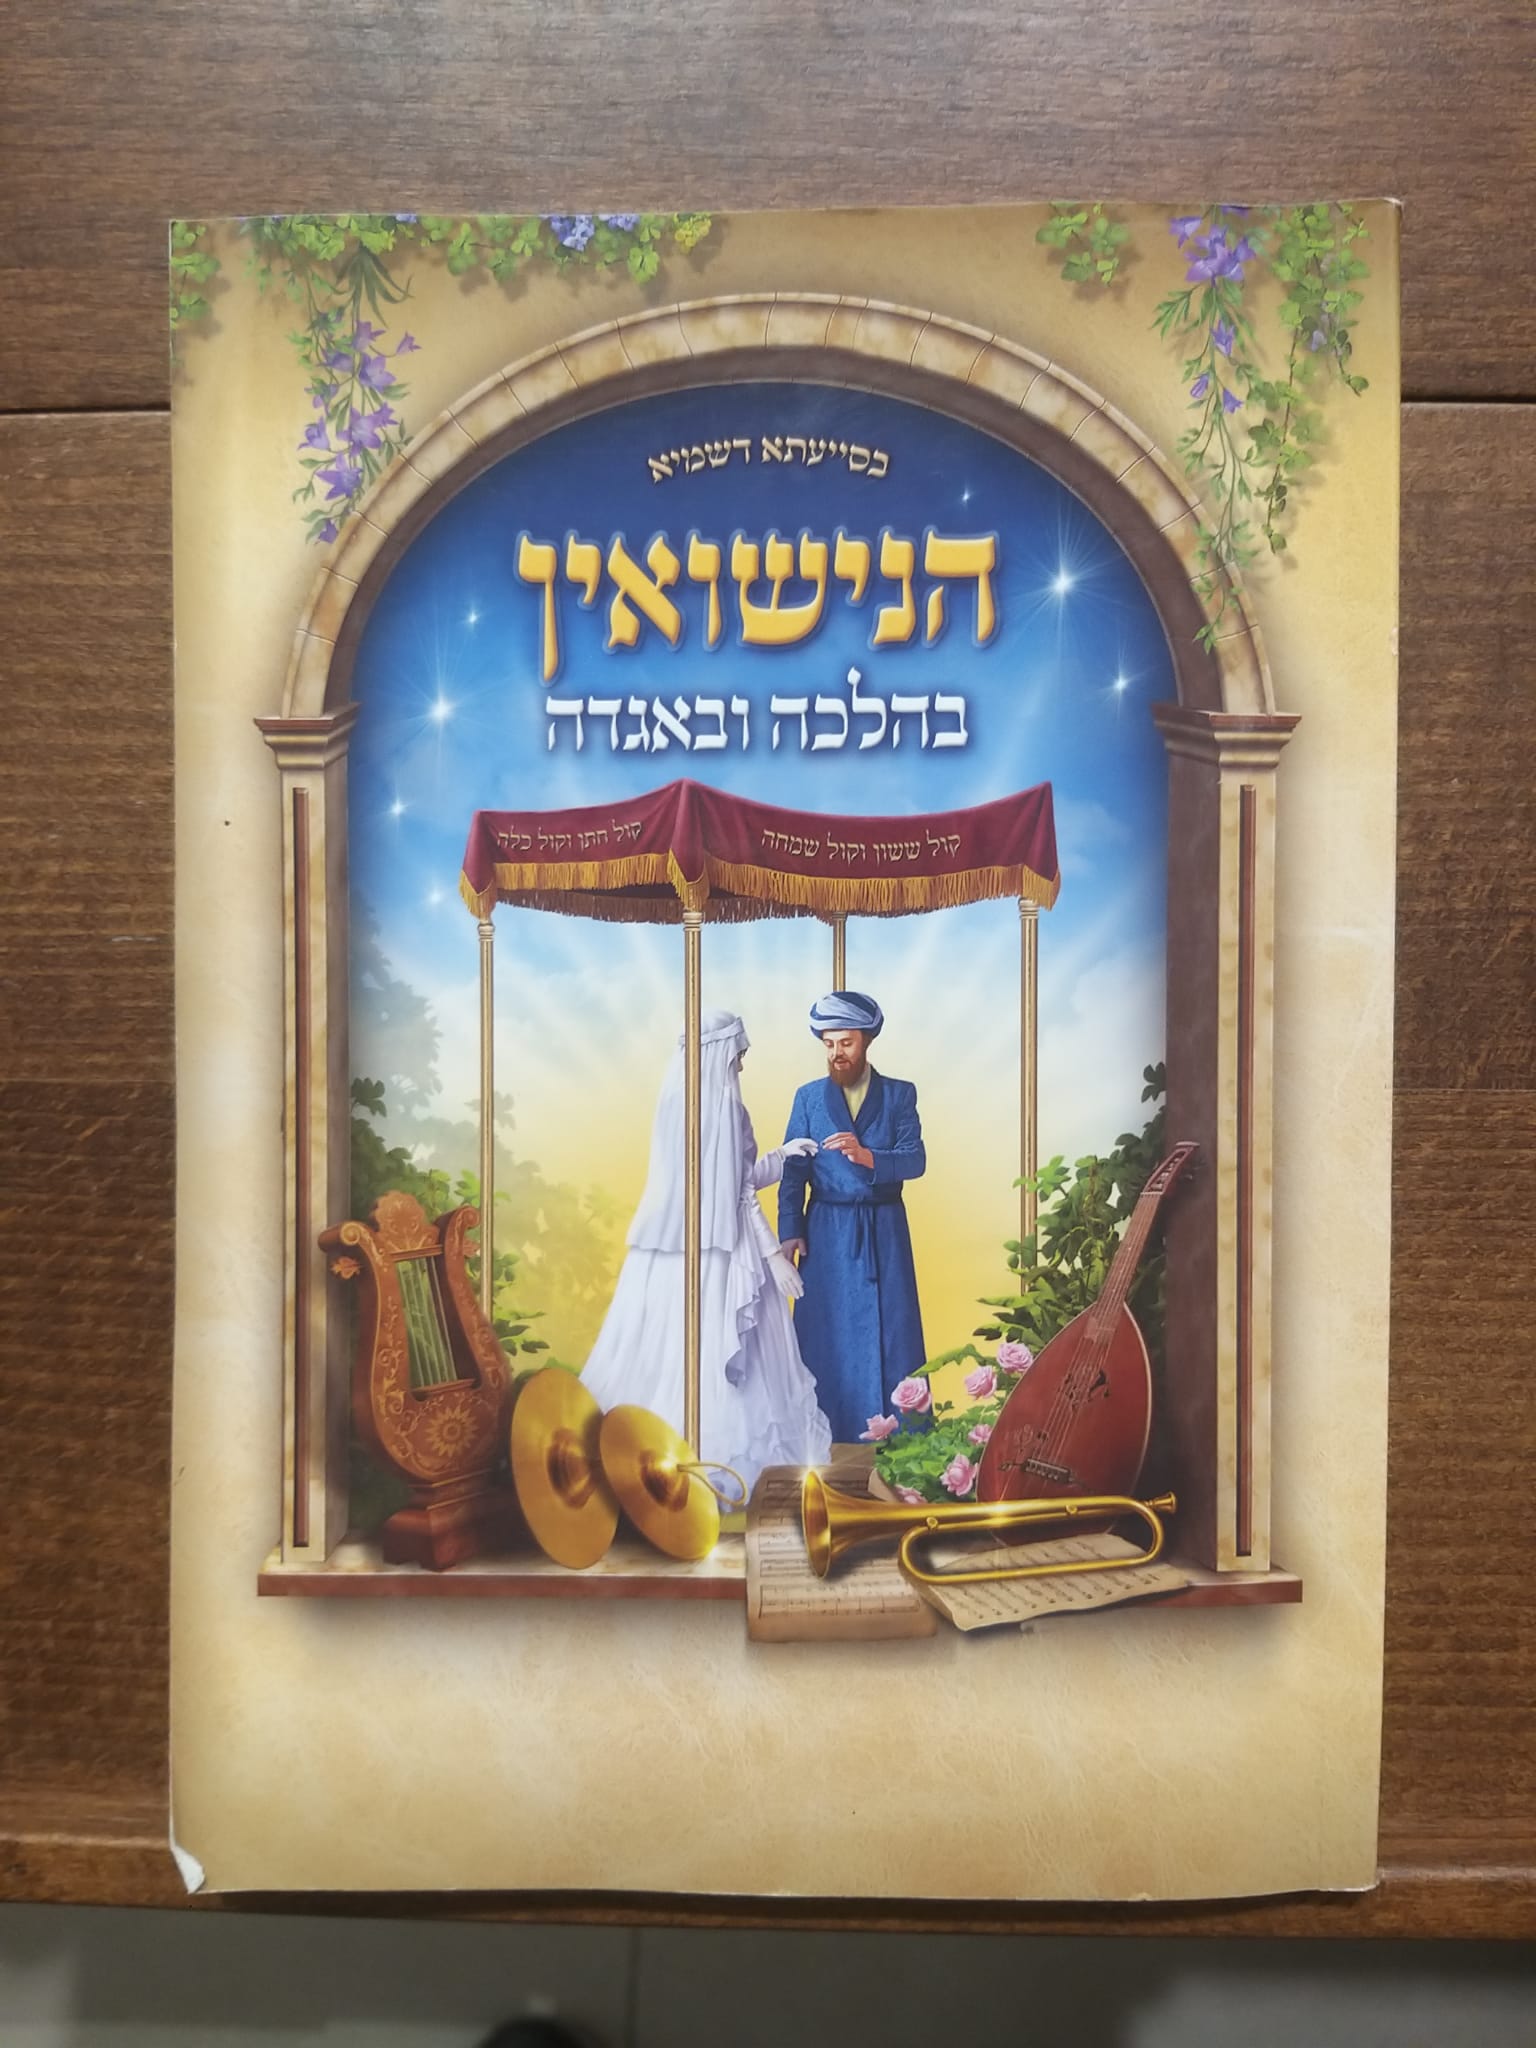 בסייעתא דשמיא
הנישואין
בהלכה ובאגדה
קול ששון וקול שמחה
קול חתן וקול כלה